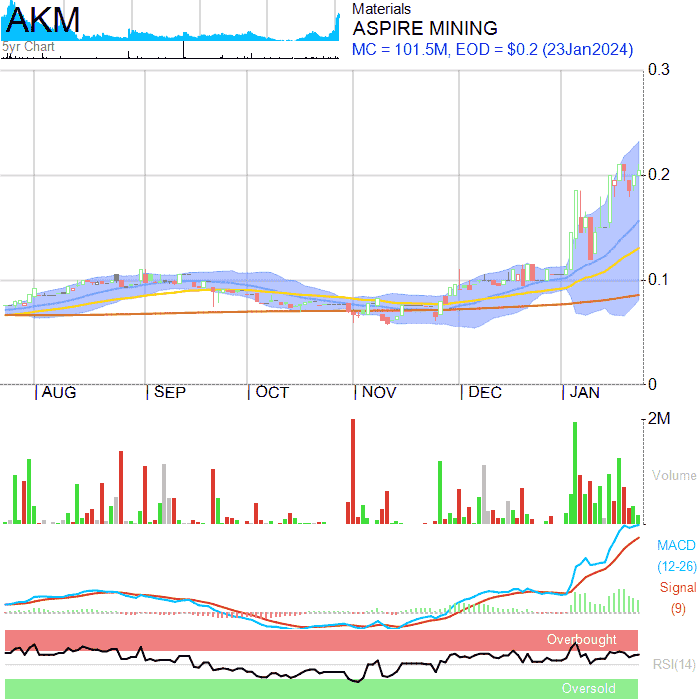 AKM
5yr Chart
Materials
ASPIRE MINING
MC = 101.5M, EOD = $0.2 (23Jan2024)
0.3
0.2
0.1
0
AUG SEP OCT NOV DEC JAN
2M
Volume
MACD
(12-26)
Signal
(9)
Overbought
RSI(14)
Oversold